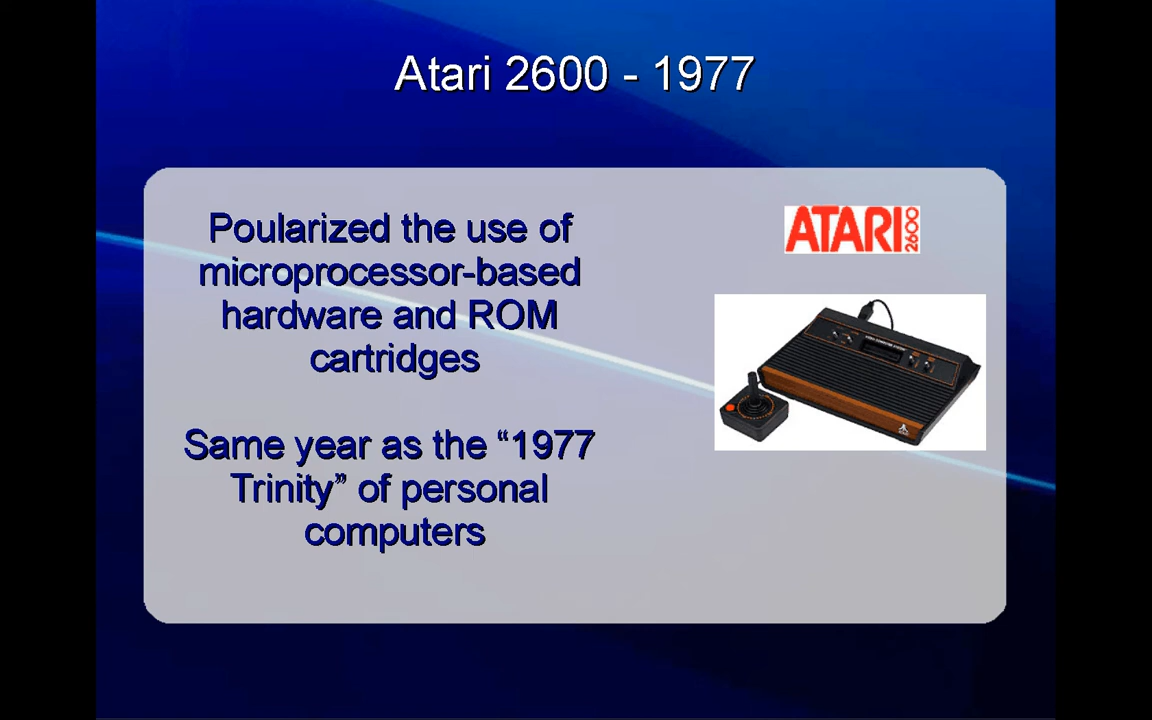 Atari 2600 - 1977
Poularized the use of
microprocessor-based
hardware and ROM
cartridges
Same year as the “1977
Trinity” of personal
computers
ATARI 2600